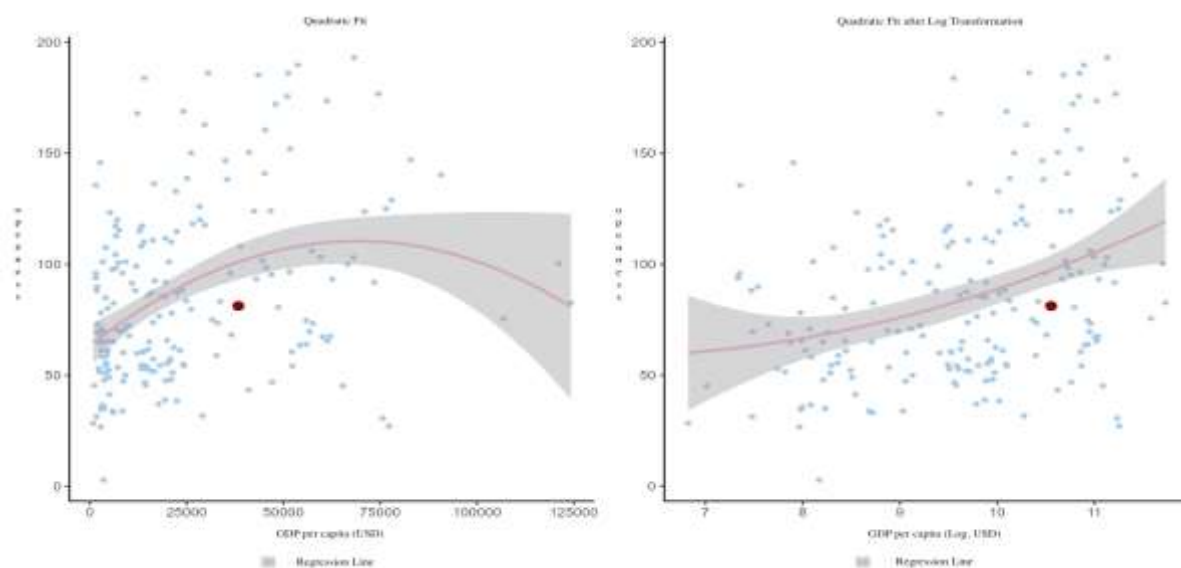 Quadratic Fit
200
150
100
50
0
0 25000 50000 75000 100000 125000
GDP per capita (USD)
Regression Line
Quadratic Fit after Log Transformation
200
150
100
50
0
7 8 9 10 11
GDP per capita (Log, USD)
Regression Line